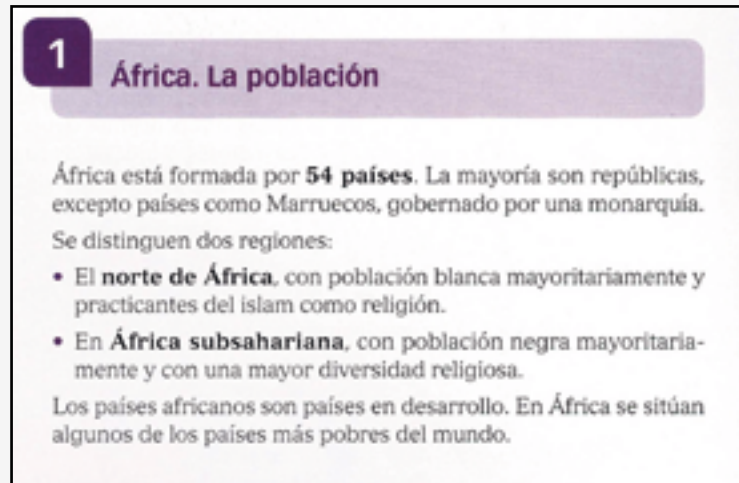 1
África. La población
África está formada por 54 países. La mayoría son repúblicas,
excepto países como Marruecos, gobernado por una monarquía.
Se distinguen dos regiones:
• El norte de África, con población blanca mayoritariamente y
practicantes del islam como religión.
• En África subsahariana, con población negra mayoritaria-
mente y con una mayor diversidad religiosa.
Los países africanos son países en desarrollo. En África se sitúan
algunos de los países más pobres del mundo.